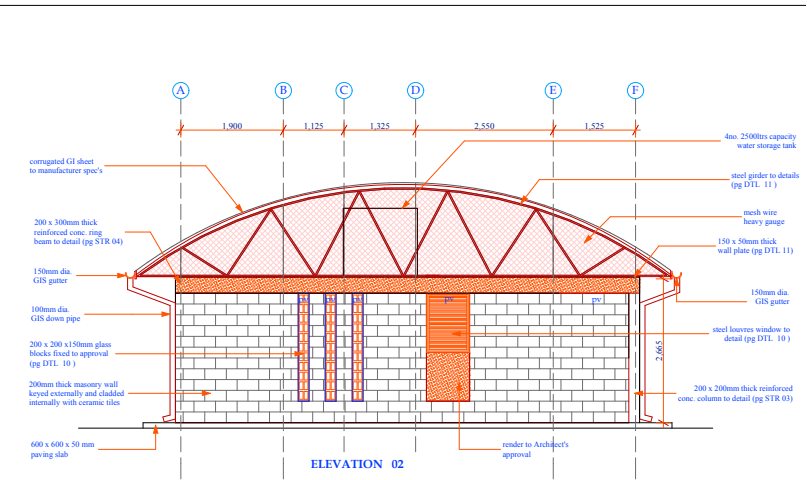 A B C D E F
1,900 1,125 1,325 2,550 1,525
4no. 2500ltrs capacity
water storage tank
corrugated GI sheet
to manufacturer spec's
steel girder to details
(pg DTL 11 )
mesh wire
heavy gauge
200 x 300mm thick
reinforced conc. ring
beam to detail (pg STR 04)
150 x 50mm thick
wall plate (pg DTL 11)
150mm dia.
GIS gutter
150mm dia.
GIS gutter
100mm dia.
GIS down pipe
pv pv pv pv pv
steel louvres window to
detail (pg DTL 10 )
200 x 200 x150mm glass
blocks fixed to approval
(pg DTL 10 )
2,665
200mm thick masonry wall
keyed externally and cladded
internally with ceramic tiles
200 x 200mm thick reinforced
conc. column to detail (pg STR 03)
600 x 600 x 50 mm
paving slab
render to Architect's
approval
ELEVATION 02